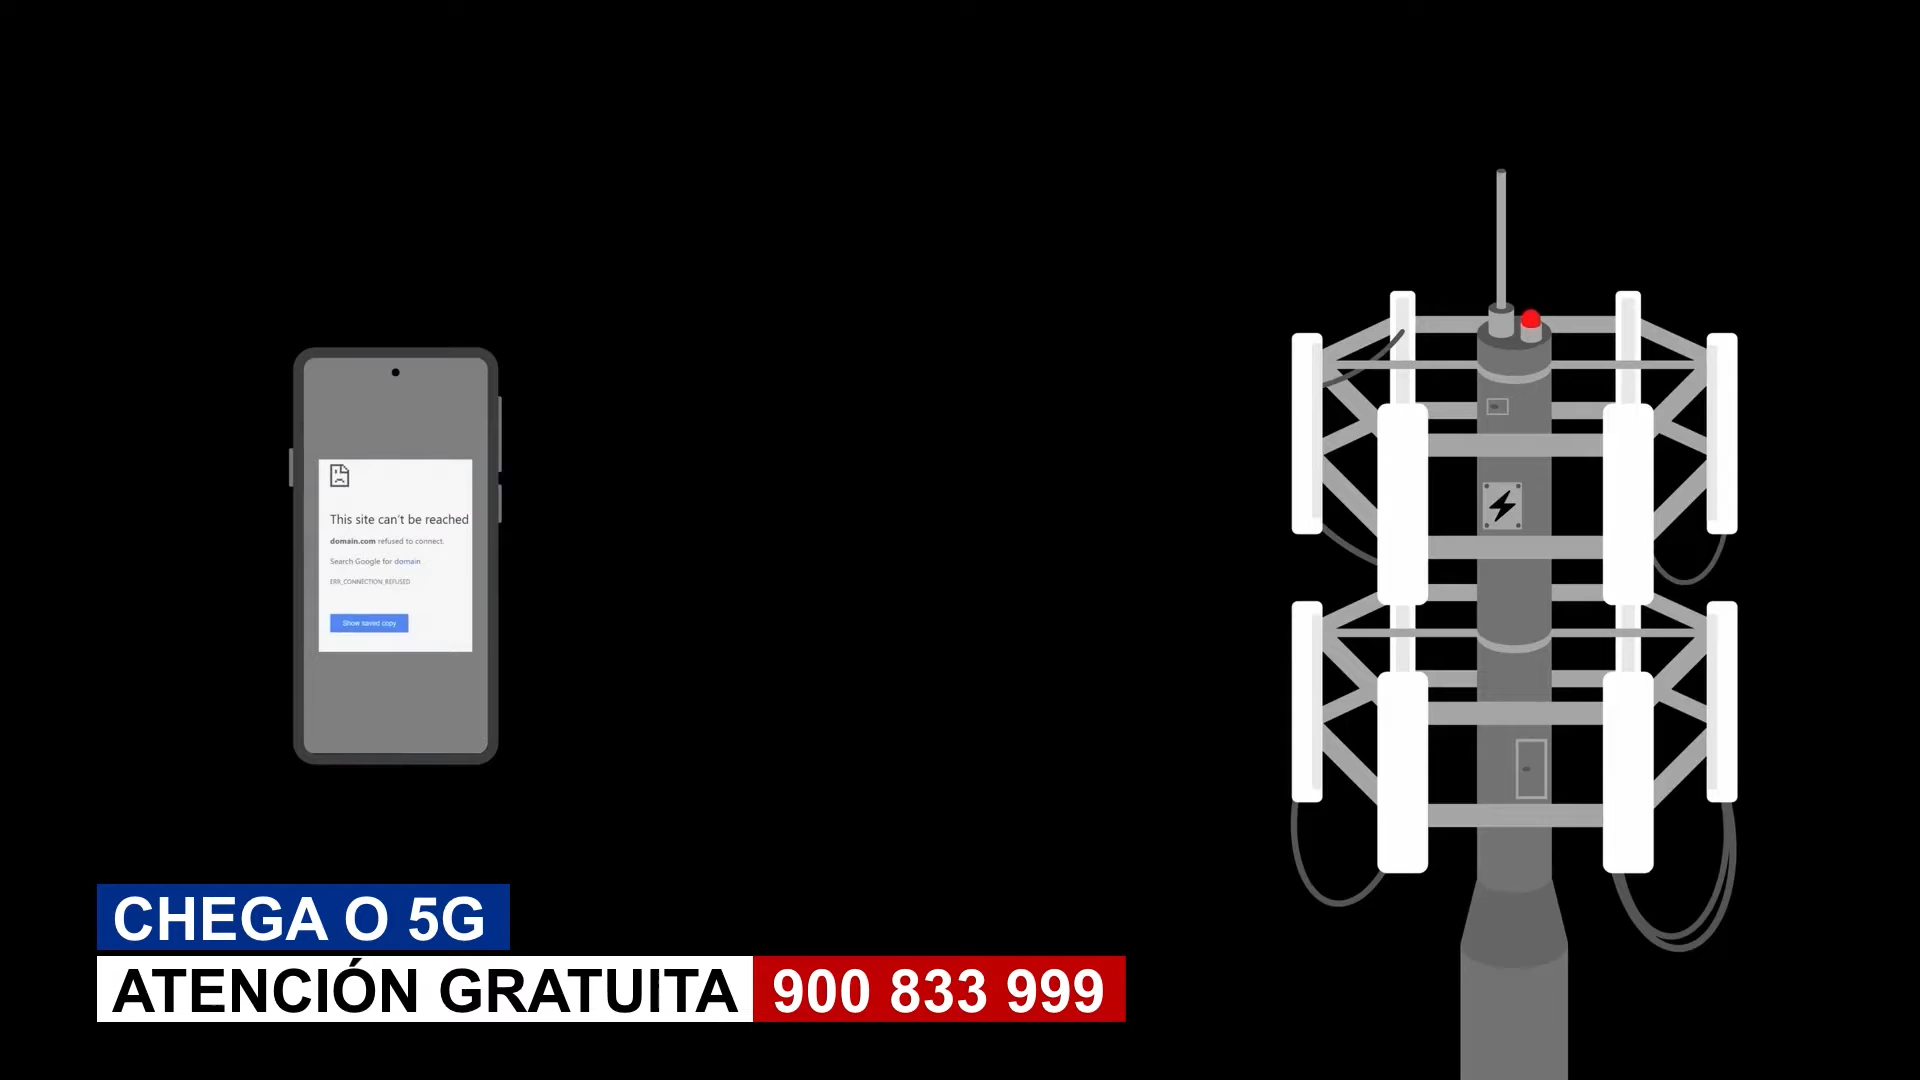 This site can't be reached
domain.com refused to connect.
Search Google for domain
ERR_CONNECTION_REFUSED
Show saved copy
CHEGA O 5G
ATENCIÓN GRATUITA 900 833 999